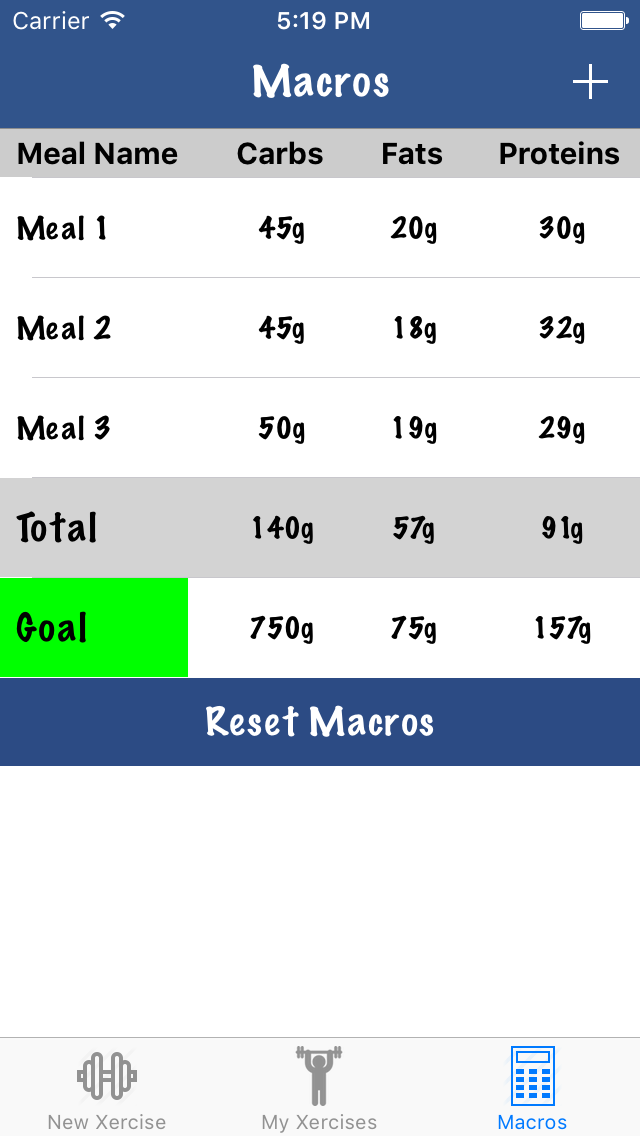 Carrier 5:19 PM
Macros +
Meal Name Carbs Fats Proteins
Meal 1 45g 20g 30g
Meal 2 45g 18g 32g
Meal 3 50g 19g 29g
Total 140g 57g 91g
Goal 750g 75g 157g
Reset Macros
New Xercise My Xercises Macros